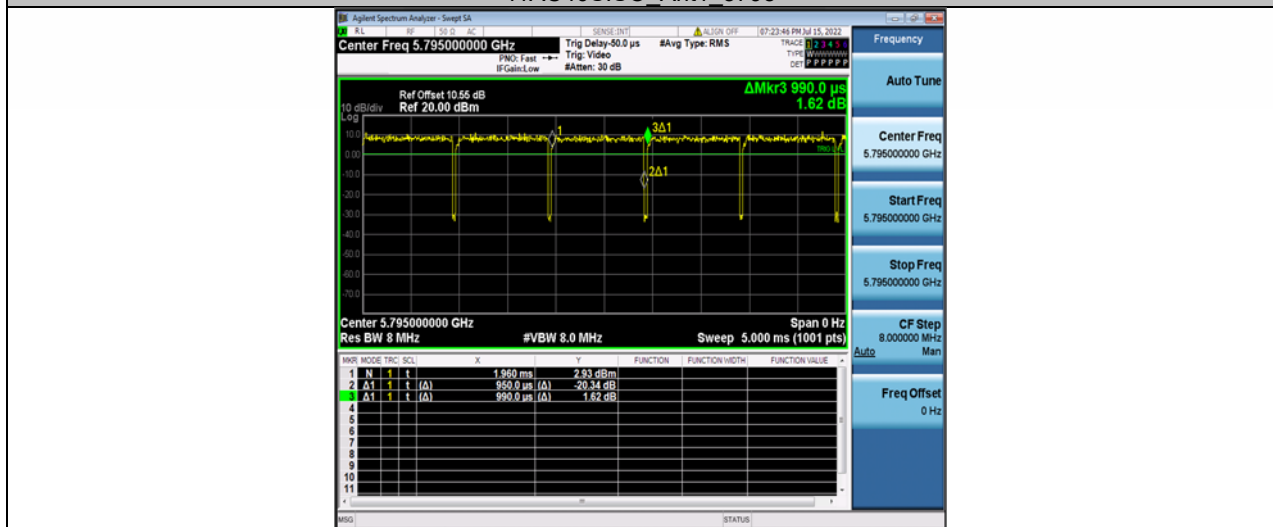 Agilent Spectrum Analyzer - Swept SA
RL RF 50 Ω AC SENSE:INT ALIGN OFF 07:23:46 PM Jul 15, 2022
Center Freq 5.795000000 GHz
PNO: Fast
IFGain:Low
Trig Delay-50.0 µs
Trig: Video
#Atten: 30 dB
#Avg Type: RMS
TRACE 1 2 3 4 5 6
TYPE WWWWWW
DET P P P P P P
ΔMkr3 990.0 µs
1.62 dB
Ref Offset 10.55 dB
10 dB/div Ref 20.00 dBm
Log
10.0
0.00
-10.0
-20.0
-30.0
-40.0
-50.0
-60.0
-70.0
1
3Δ1
2Δ1
Center 5.795000000 GHz Span 0 Hz
Res BW 8 MHz #VBW 8.0 MHz Sweep 5.000 ms (1001 pts)
MKR MODE TRC SCL X Y FUNCTION FUNCTION WIDTH FUNCTION VALUE
1 N 1 t 1.960 ms 2.93 dBm
2 Δ1 1 t (Δ) 950.0 µs (Δ) -20.34 dB
3 Δ1 1 t (Δ) 990.0 µs (Δ) 1.62 dB
4
5
6
7
8
9
10
11
MSG STATUS
Frequency
Auto Tune
Center Freq
5.795000000 GHz
Start Freq
5.795000000 GHz
Stop Freq
5.795000000 GHz
CF Step
8.000000 MHz
Auto Man
Freq Offset
0 Hz